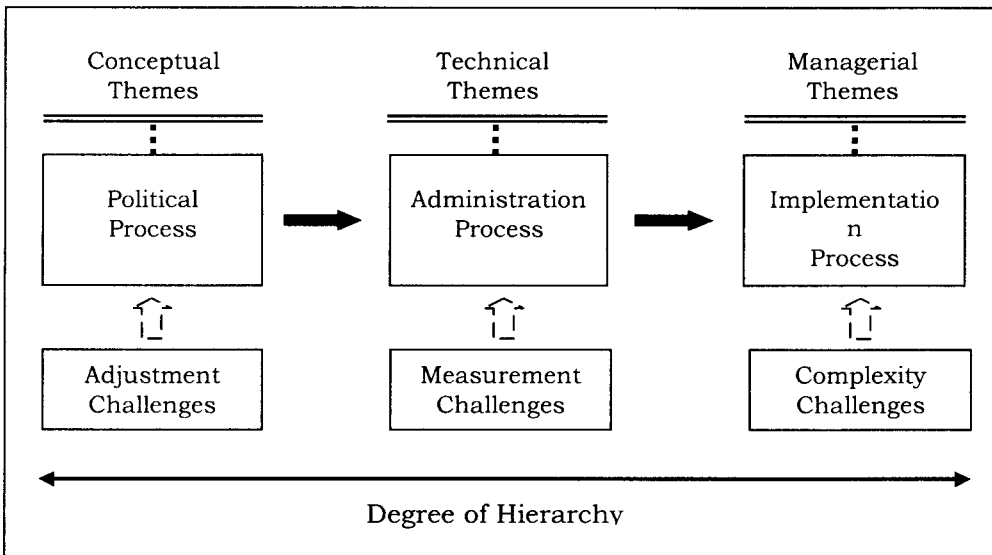 Conceptual
Themes
Technical
Themes
Managerial
Themes
Political
Process
Administration
Process
Implementatio
n
Process
Adjustment
Challenges
Measurement
Challenges
Complexity
Challenges
Degree of Hierarchy